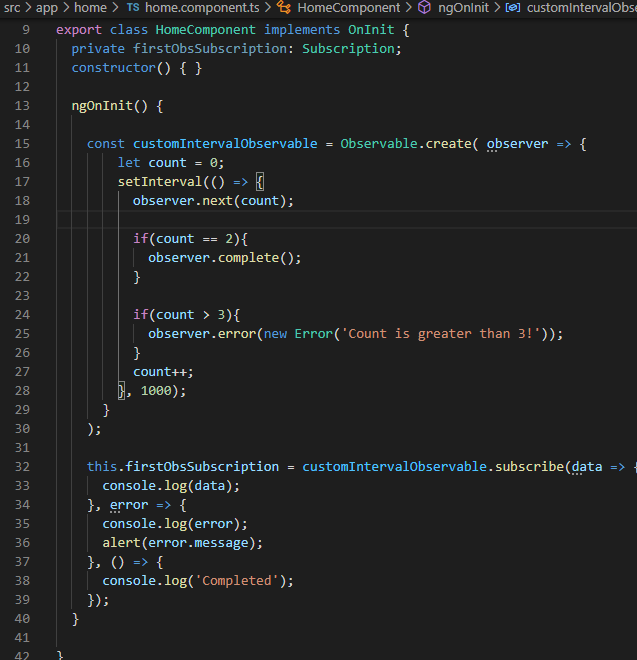 src > app > home > TS home.component.ts > HomeComponent > ngOnInit > customIntervalObse
9 export class HomeComponent implements OnInit {
10 private firstObsSubscription: Subscription;
11 constructor() { }
12
13 ngOnInit() {
14
15 const customIntervalObservable = Observable.create( observer => {
16 let count = 0;
17 setInterval(() => {
18 observer.next(count);
19
20 if(count == 2){
21 observer.complete();
22 }
23
24 if(count > 3){
25 observer.error(new Error('Count is greater than 3!'));
26 }
27 count++;
28 }, 1000);
29 }
30 );
31
32 this.firstObsSubscription = customIntervalObservable.subscribe(data => {
33 console.log(data);
34 }, error => {
35 console.log(error);
36 alert(error.message);
37 }, () => {
38 console.log('Completed');
39 });
40 }
41
42 }